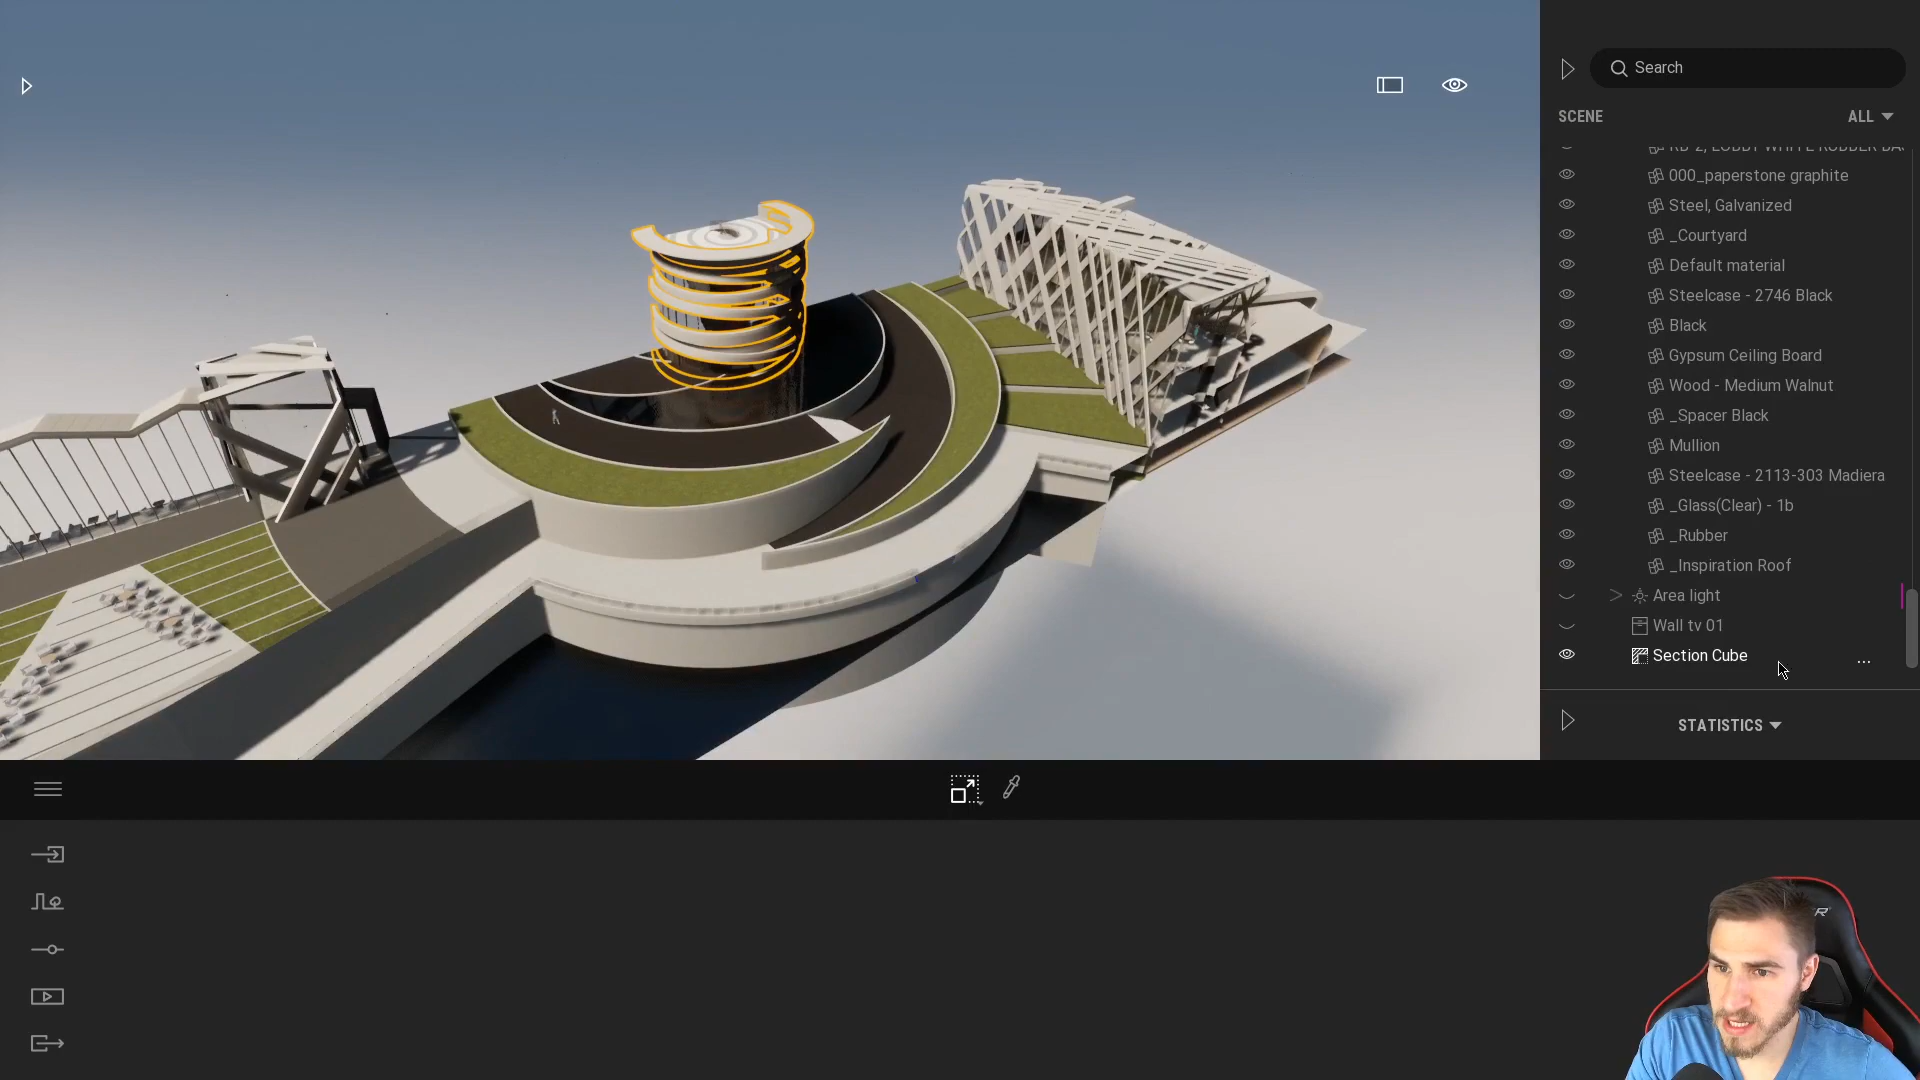 Search
SCENE
ALL
000_paperstone graphite
Steel, Galvanized
_Courtyard
Default material
Steelcase - 2746 Black
Black
Gypsum Ceiling Board
Wood - Medium Walnut
_Spacer Black
Mullion
Steelcase - 2113-303 Madiera
_Glass(Clear) - 1b
_Rubber
_Inspiration Roof
Area light
Wall tv 01
Section Cube
...
STATISTICS
R